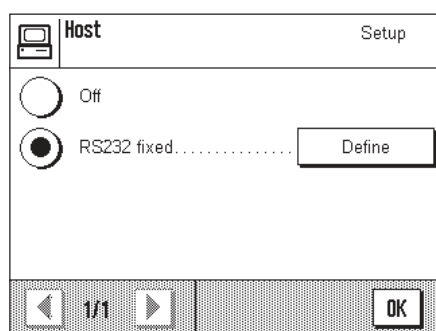 Host Setup
Off
RS232 fixed............... Define
1/1 OK